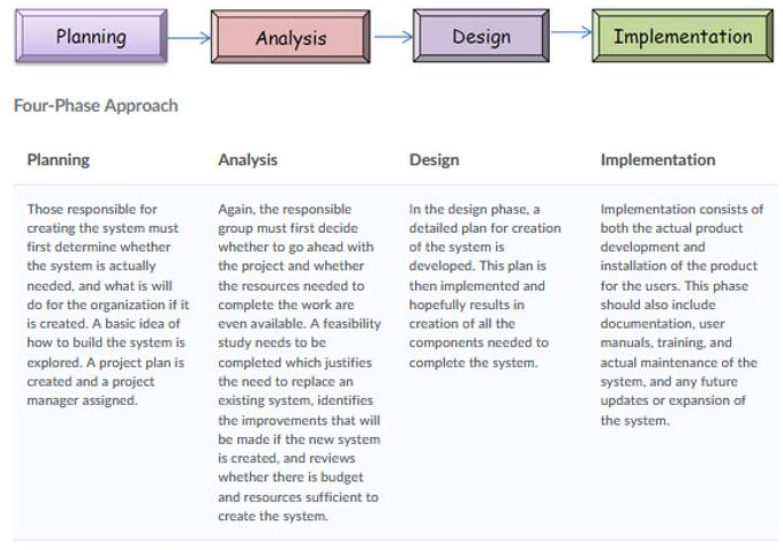 Planning
Analysis
Design
Implementation
Four-Phase Approach
Planning
Analysis
Design
Implementation
Those responsible for
creating the system must
first determine whether
the system is actually
needed, and what is will
do for the organization if it
is created. A basic idea of
how to build the system is
explored. A project plan is
created and a project
manager assigned.
Again, the responsible
group must first decide
whether to go ahead with
the project and whether
the resources needed to
complete the work are
even available. A feasibility
study needs to be
completed which justifies
the need to replace an
existing system, identifies
the improvements that will
be made if the new system
is created, and reviews
whether there is budget
and resources sufficient to
create the system.
In the design phase, a
detailed plan for creation
of the system is
developed. This plan is
then implemented and
hopefully results in
creation of all the
components needed to
complete the system.
Implementation consists of
both the actual product
development and
installation of the product
for the users. This phase
should also include
documentation, user
manuals, training, and
actual maintenance of the
system, and any future
updates or expansion of
the system.